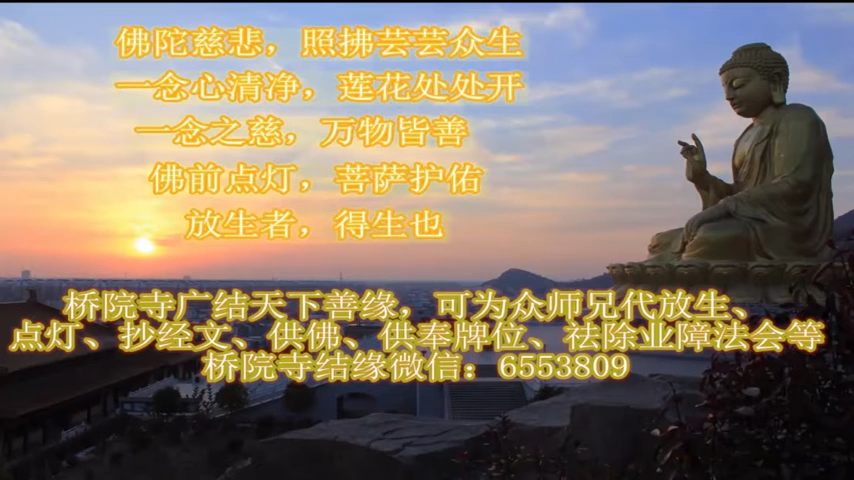 佛陀慈悲，照拂芸芸众生
一念心清净，莲花处处开
一念之慈，万物皆善
佛前点灯，菩萨护佑
放生者，得生也
桥院寺广结天下善缘，可为众师兄代放生、
点灯、抄经文、供佛、供奉牌位、祛除业障法会等
桥院寺结缘微信：6553809